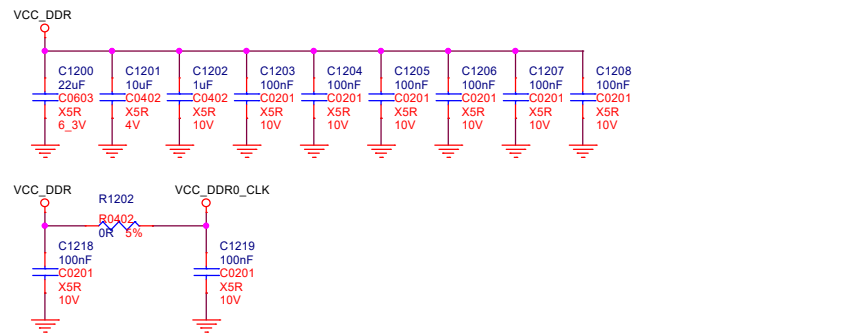 VCC_DDR
C1200 C1201 C1202 C1203 C1204 C1205 C1206 C1207 C1208
22uF 10uF 1uF 100nF 100nF 100nF 100nF 100nF 100nF
C0603 C0402 C0402 C0201 C0201 C0201 C0201 C0201 C0201
X5R X5R X5R X5R X5R X5R X5R X5R X5R
6_3V 4V 10V 10V 10V 10V 10V 10V 10V
VCC_DDR VCC_DDR0_CLK
R1202
R0402
0R 5%
C1218 C1219
100nF 100nF
C0201 C0201
X5R X5R
10V 10V